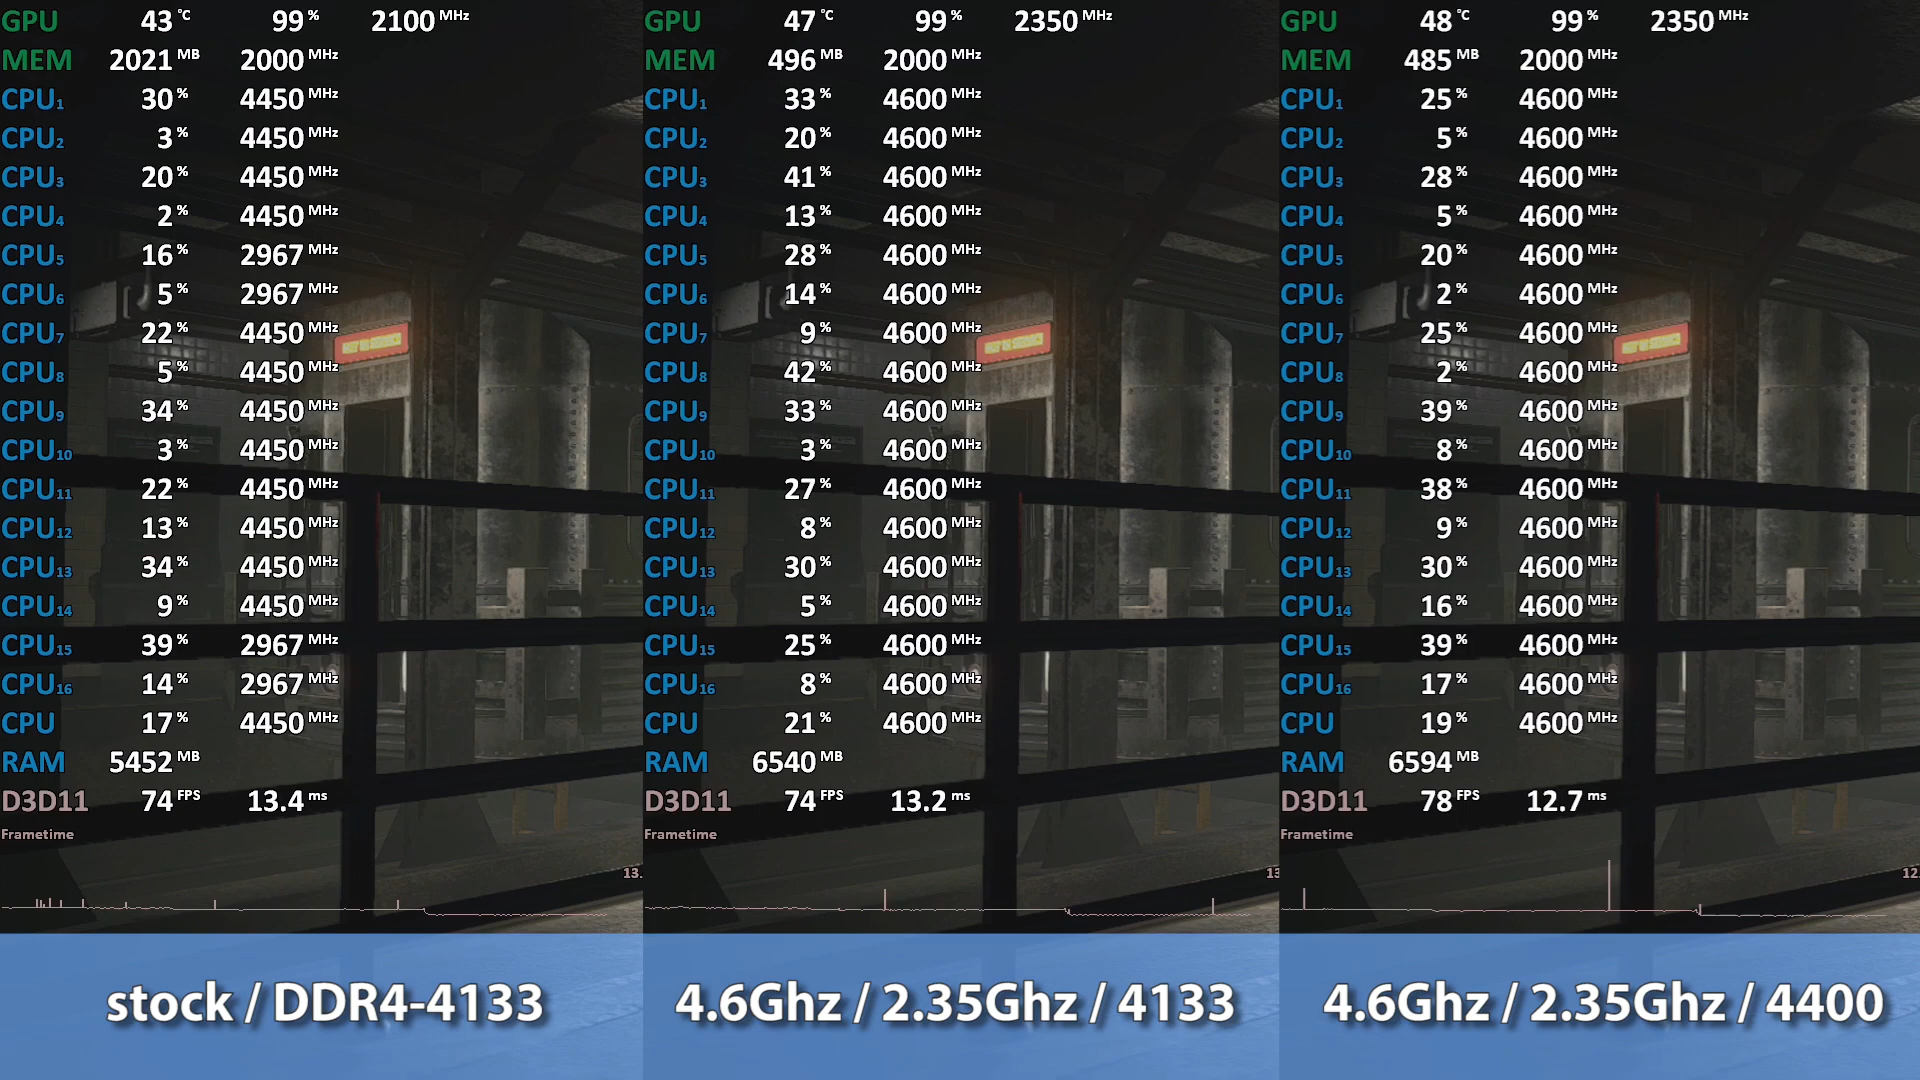 GPU 43 °C 99 % 2100 MHz
MEM 2021 MB 2000 MHz
CPU1 30 % 4450 MHz
CPU2 3 % 4450 MHz
CPU3 20 % 4450 MHz
CPU4 2 % 4450 MHz
CPU5 16 % 2967 MHz
CPU6 5 % 2967 MHz
CPU7 22 % 4450 MHz
CPU8 5 % 4450 MHz
CPU9 34 % 4450 MHz
CPU10 3 % 4450 MHz
CPU11 22 % 4450 MHz
CPU12 13 % 4450 MHz
CPU13 34 % 4450 MHz
CPU14 9 % 4450 MHz
CPU15 39 % 2967 MHz
CPU16 14 % 2967 MHz
CPU 17 % 4450 MHz
RAM 5452 MB
D3D11 74 FPS 13.4 ms
Frametime
13.
stock / DDR4-4133
GPU 47 °C 99 % 2350 MHz
MEM 496 MB 2000 MHz
CPU1 33 % 4600 MHz
CPU2 20 % 4600 MHz
CPU3 41 % 4600 MHz
CPU4 13 % 4600 MHz
CPU5 28 % 4600 MHz
CPU6 14 % 4600 MHz
CPU7 9 % 4600 MHz
CPU8 42 % 4600 MHz
CPU9 33 % 4600 MHz
CPU10 3 % 4600 MHz
CPU11 27 % 4600 MHz
CPU12 8 % 4600 MHz
CPU13 30 % 4600 MHz
CPU14 5 % 4600 MHz
CPU15 25 % 4600 MHz
CPU16 8 % 4600 MHz
CPU 21 % 4600 MHz
RAM 6540 MB
D3D11 74 FPS 13.2 ms
Frametime
13
4.6Ghz / 2.35Ghz / 4133
GPU 48 °C 99 % 2350 MHz
MEM 485 MB 2000 MHz
CPU1 25 % 4600 MHz
CPU2 5 % 4600 MHz
CPU3 28 % 4600 MHz
CPU4 5 % 4600 MHz
CPU5 20 % 4600 MHz
CPU6 2 % 4600 MHz
CPU7 25 % 4600 MHz
CPU8 2 % 4600 MHz
CPU9 39 % 4600 MHz
CPU10 8 % 4600 MHz
CPU11 38 % 4600 MHz
CPU12 9 % 4600 MHz
CPU13 30 % 4600 MHz
CPU14 16 % 4600 MHz
CPU15 39 % 4600 MHz
CPU16 17 % 4600 MHz
CPU 19 % 4600 MHz
RAM 6594 MB
D3D11 78 FPS 12.7 ms
Frametime
12.
4.6Ghz / 2.35Ghz / 4400